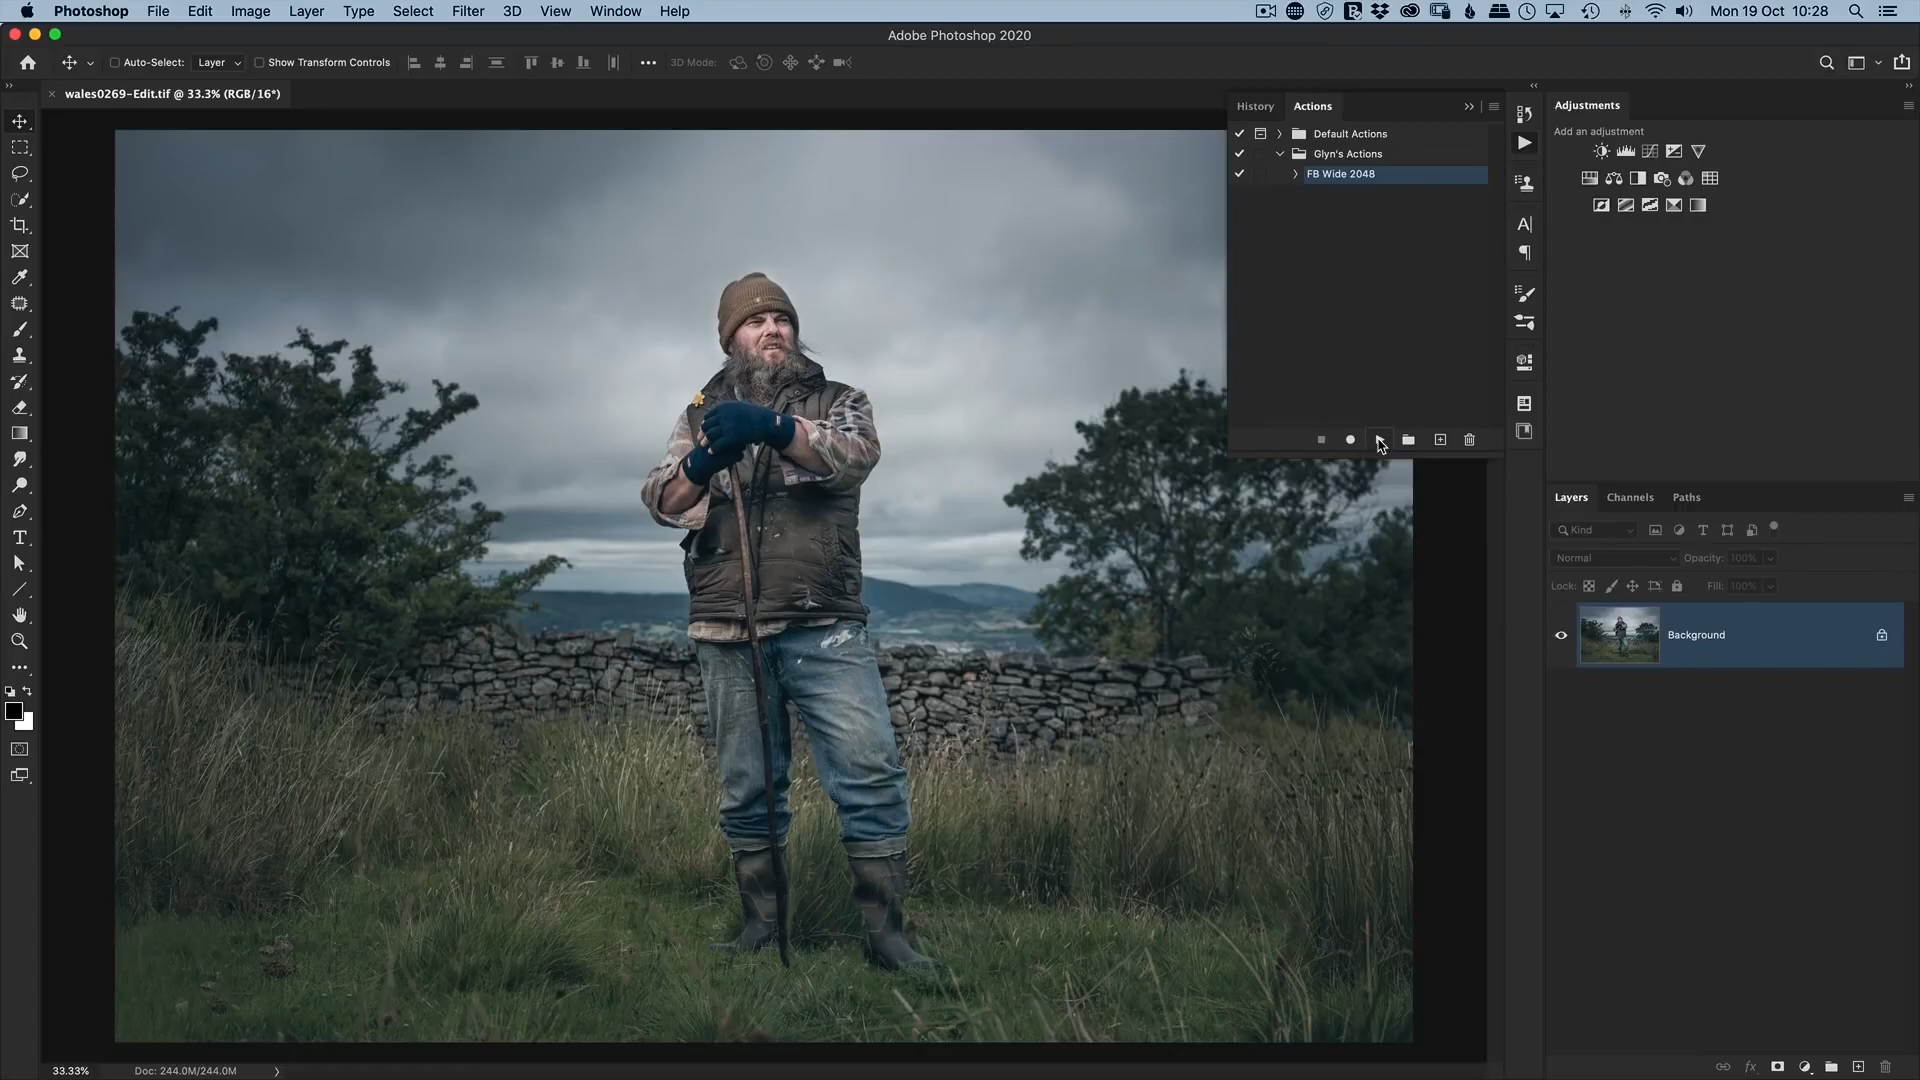 Photoshop File Edit Image Layer Type Select Filter 3D View Window Help Mon 19 Oct 10:28
Adobe Photoshop 2020
Auto-Select: Layer Show Transform Controls 3D Mode:
wales0269-Edit.tif @ 33.3% (RGB/16*)
History Actions
Default Actions
Glyn's Actions
FB Wide 2048
Adjustments
Add an adjustment
Layers Channels Paths
Kind
Normal Opacity: 100%
Lock: Fill: 100%
Background
33.33% Doc: 244.0M/244.0M